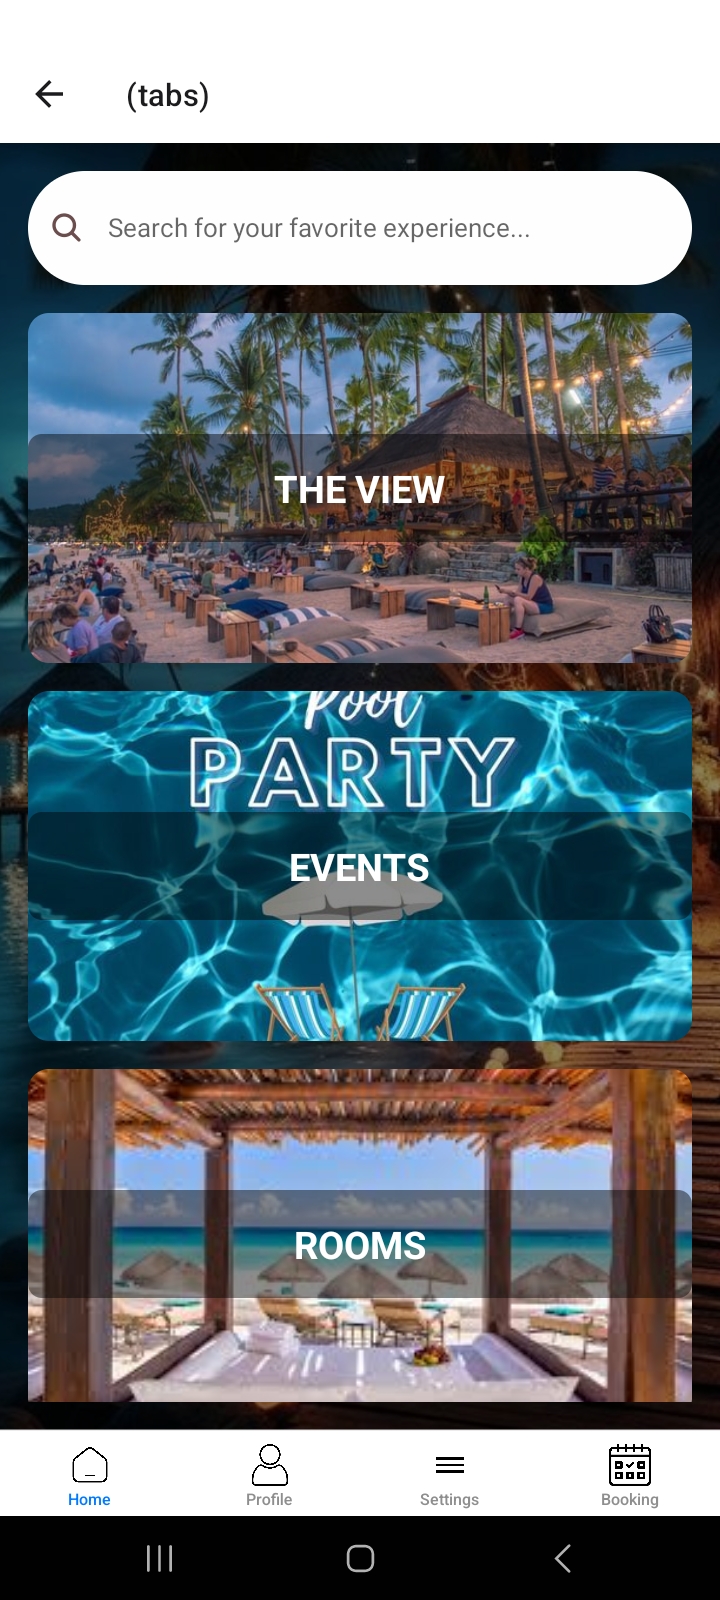 (tabs)
Search for your favorite experience...
THE VIEW
Pool
PARTY
EVENTS
ROOMS
Home
Profile
Settings
Booking